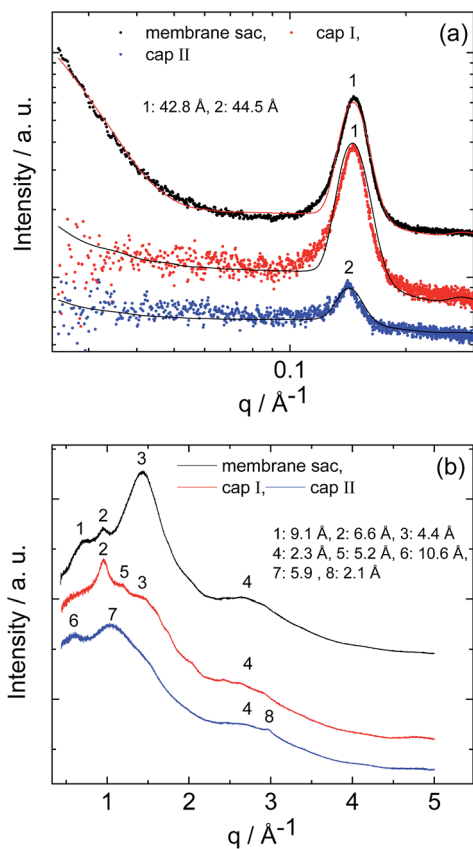 membrane sac, cap I,
cap II
(a)
1: 42.8 Å, 2: 44.5 Å
1
1
2
Intensity / a. u.
0.1
q / Å-1
3
membrane sac,
cap I, cap II
(b)
1: 9.1 Å, 2: 6.6 Å, 3: 4.4 Å
4: 2.3 Å, 5: 5.2 Å, 6: 10.6 Å,
7: 5.9 , 8: 2.1 Å
1 2
2 5 3
4
6 7
4
4 8
Intensity / a. u.
1 2 3 4 5
q / Å-1